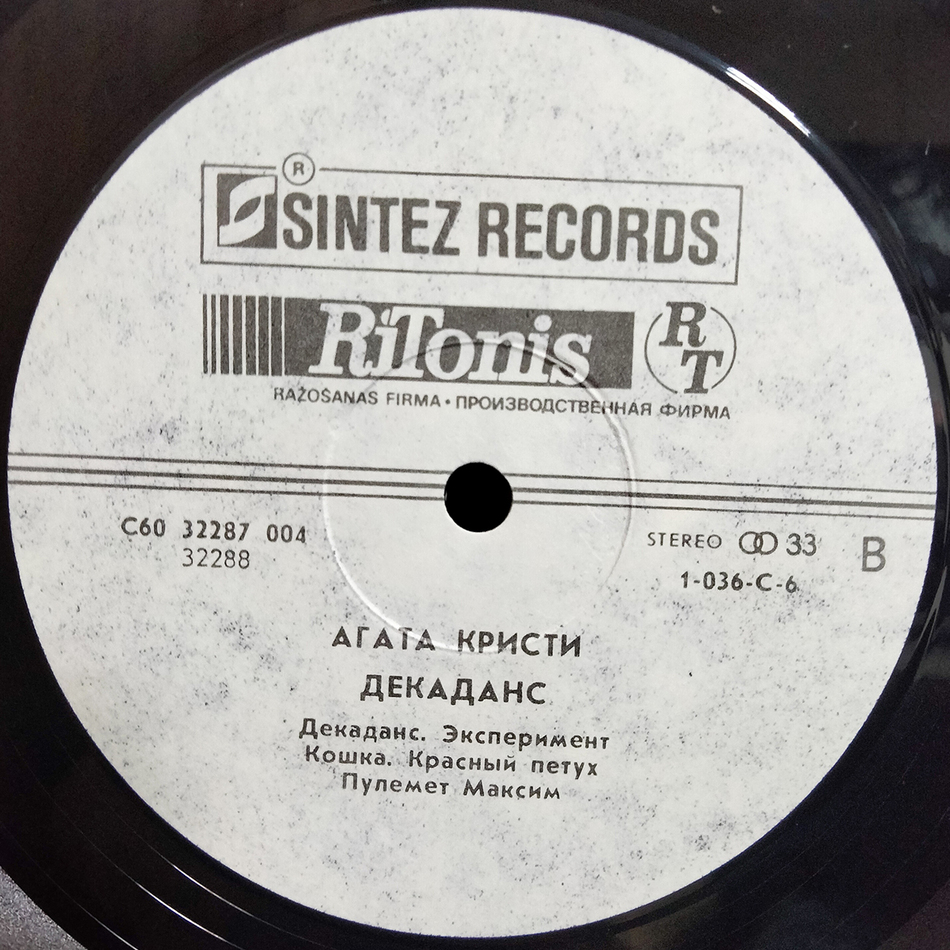 ®
SINTEZ RECORDS
RiTonis RT
RAŽOŠANAS FIRMA • ПРОИЗВОДСТВЕННАЯ ФИРМА
С60 32287 004
32288
STEREO 33 B
1-036-C-6
АГАТА КРИСТИ
ДЕКАДАНС
Декаданс. Эксперимент
Кошка. Красный петух
Пулемет Максим